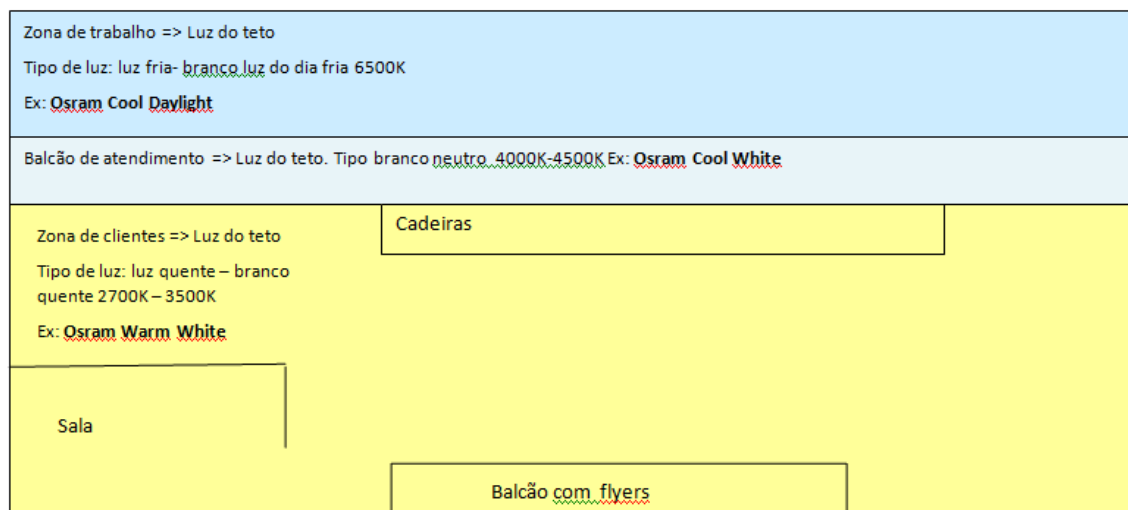 Zona de trabalho => Luz do teto
Tipo de luz: luz fria- branco luz do dia fria 6500K
Ex: Osram Cool Daylight
Balcão de atendimento => Luz do teto. Tipo branco neutro 4000K-4500K Ex: Osram Cool White
Cadeiras
Zona de clientes => Luz do teto
Tipo de luz: luz quente – branco
quente 2700K – 3500K
Ex: Osram Warm White
Sala
Balcão com flyers